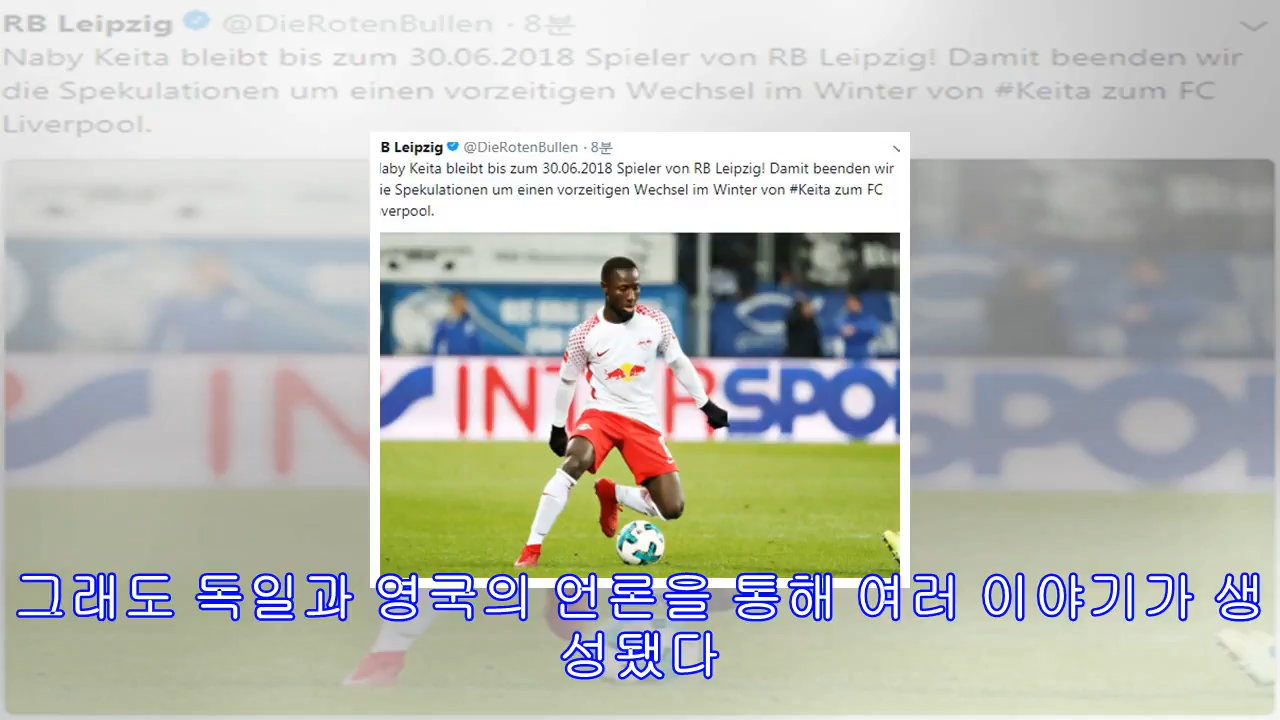 RB Leipzig @DieRotenBullen · 8분
Naby Keita bleibt bis zum 30.06.2018 Spieler von RB Leipzig! Damit beenden wir
die Spekulationen um einen vorzeitigen Wechsel im Winter von #Keita zum FC
Liverpool.
B Leipzig @DieRotenBullen · 8분
laby Keita bleibt bis zum 30.06.2018 Spieler von RB Leipzig! Damit beenden wir
ie Spekulationen um einen vorzeitigen Wechsel im Winter von #Keita zum FC
verpool.
INTERSPO
그래도 독일과 영국의 언론을 통해 여러 이야기가 생
성됐다